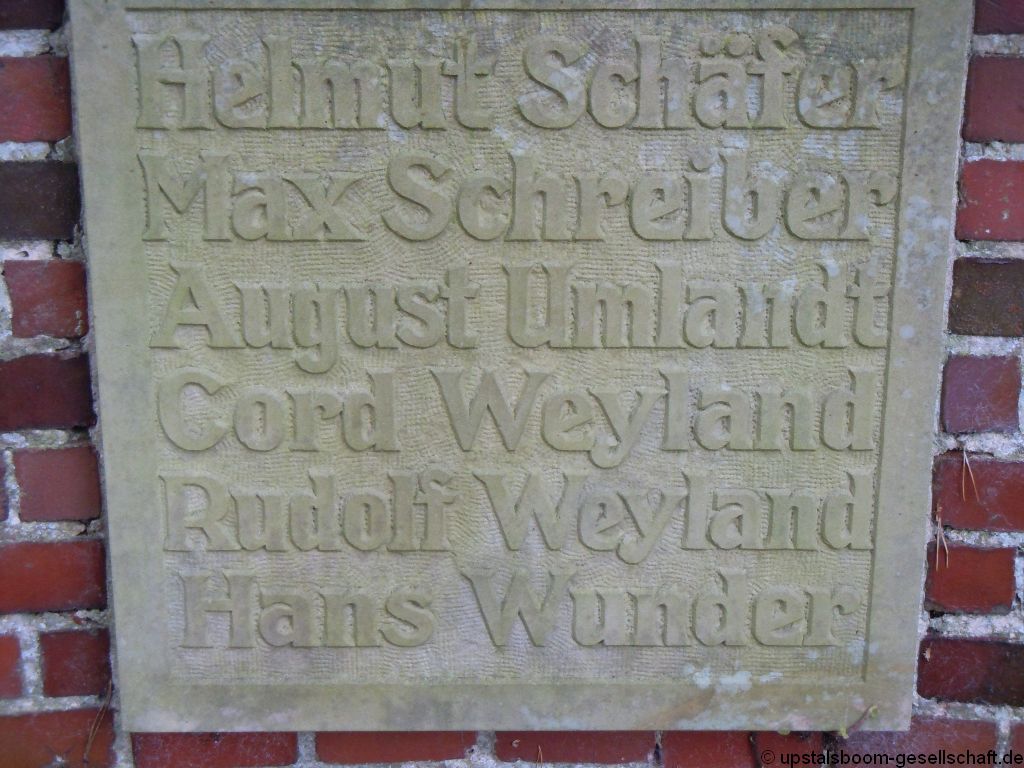 Helmut Schäfer
Max Schreiber
August Umlandt
Cord Weyland
Rudolf Weyland
Hans Wunder
© upstalsboom-gesellschaft.de